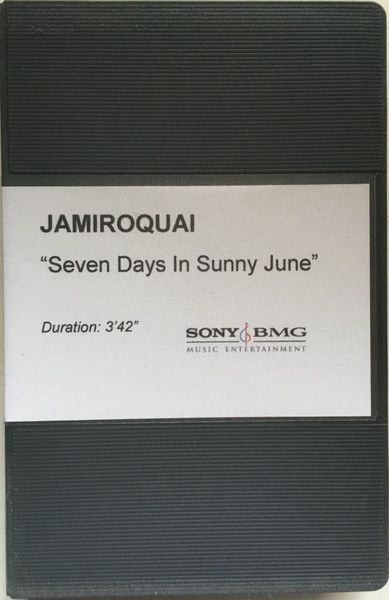 JAMIROQUAI
“Seven Days In Sunny June”
Duration: 3’42”
SONY BMG
MUSIC ENTERTAINMENT